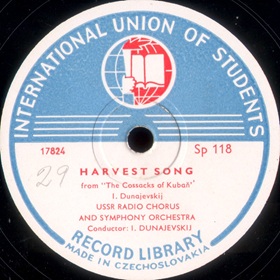 INTERNATIONAL UNION OF STUDENTS
17824
Sp 118
29
HARVEST SONG
from "The Cossacks of Kubaň"
I. Dunajevskij
USSR RADIO CHORUS
AND SYMPHONY ORCHESTRA
Conductor: I. DUNAJEVSKIJ
RECORD LIBRARY
MADE IN CZECHOSLOVAKIA